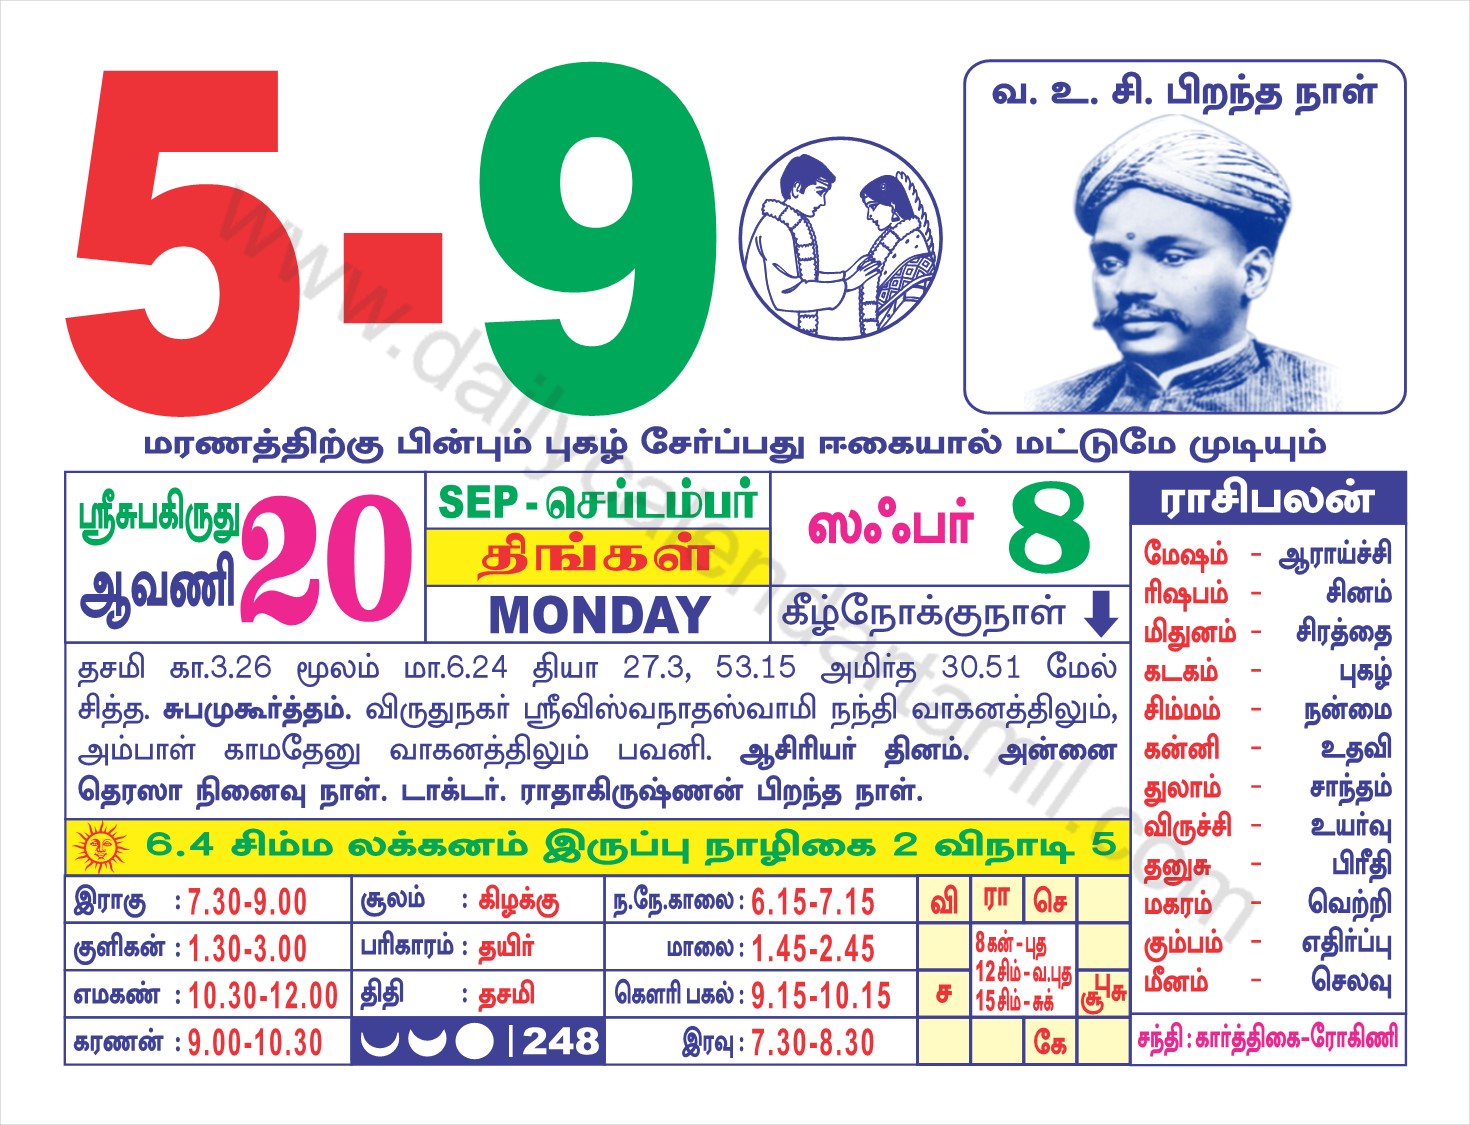 5-9
வ. உ. சி. பிறந்த நாள்
மரணத்திற்கு பின்பும் புகழ் சேர்ப்பது ஈகையால் மட்டுமே முடியும்
ஸ்ரீசுபகிருது
ஆவணி 20
SEP - செப்டம்பர்
திங்கள்
MONDAY
ஸஃபர் 8
கீழ்நோக்குநாள்
தசமி கா.3.26 மூலம் மா.6.24 தியா 27.3, 53.15 அமிர்த 30.51 மேல்
சித்த. சுபமுகூர்த்தம். விருதுநகர் ஸ்ரீவிஸ்வநாதஸ்வாமி நந்தி வாகனத்திலும்,
அம்பாள் காமதேனு வாகனத்திலும் பவனி. ஆசிரியர் தினம். அன்னை
தெரஸா நினைவு நாள். டாக்டர். ராதாகிருஷ்ணன் பிறந்த நாள்.
6.4 சிம்ம லக்கனம் இருப்பு நாழிகை 2 விநாடி 5
இராகு : 7.30-9.00
குளிகன் : 1.30-3.00
எமகண் : 10.30-12.00
கரணன் : 9.00-10.30
சூலம் : கிழக்கு
பரிகாரம் : தயிர்
திதி : தசமி
248
ந.நே.காலை : 6.15-7.15
மாலை : 1.45-2.45
கௌரி பகல் : 9.15-10.15
இரவு : 7.30-8.30
வி ரா செ
8கன் - புத
12சிம் - வ.புத
15சிம் - சுக்
ச
சூ பு சு
கே
ராசிபலன்
மேஷம் - ஆராய்ச்சி
ரிஷபம் - சினம்
மிதுனம் - சிரத்தை
கடகம் - புகழ்
சிம்மம் - நன்மை
கன்னி - உதவி
துலாம் - சாந்தம்
விருச்சி - உயர்வு
தனுசு - பிரீதி
மகரம் - வெற்றி
கும்பம் - எதிர்ப்பு
மீனம் - செலவு
சந்தி : கார்த்திகை-ரோகிணி
www.dailycalendartamil.com